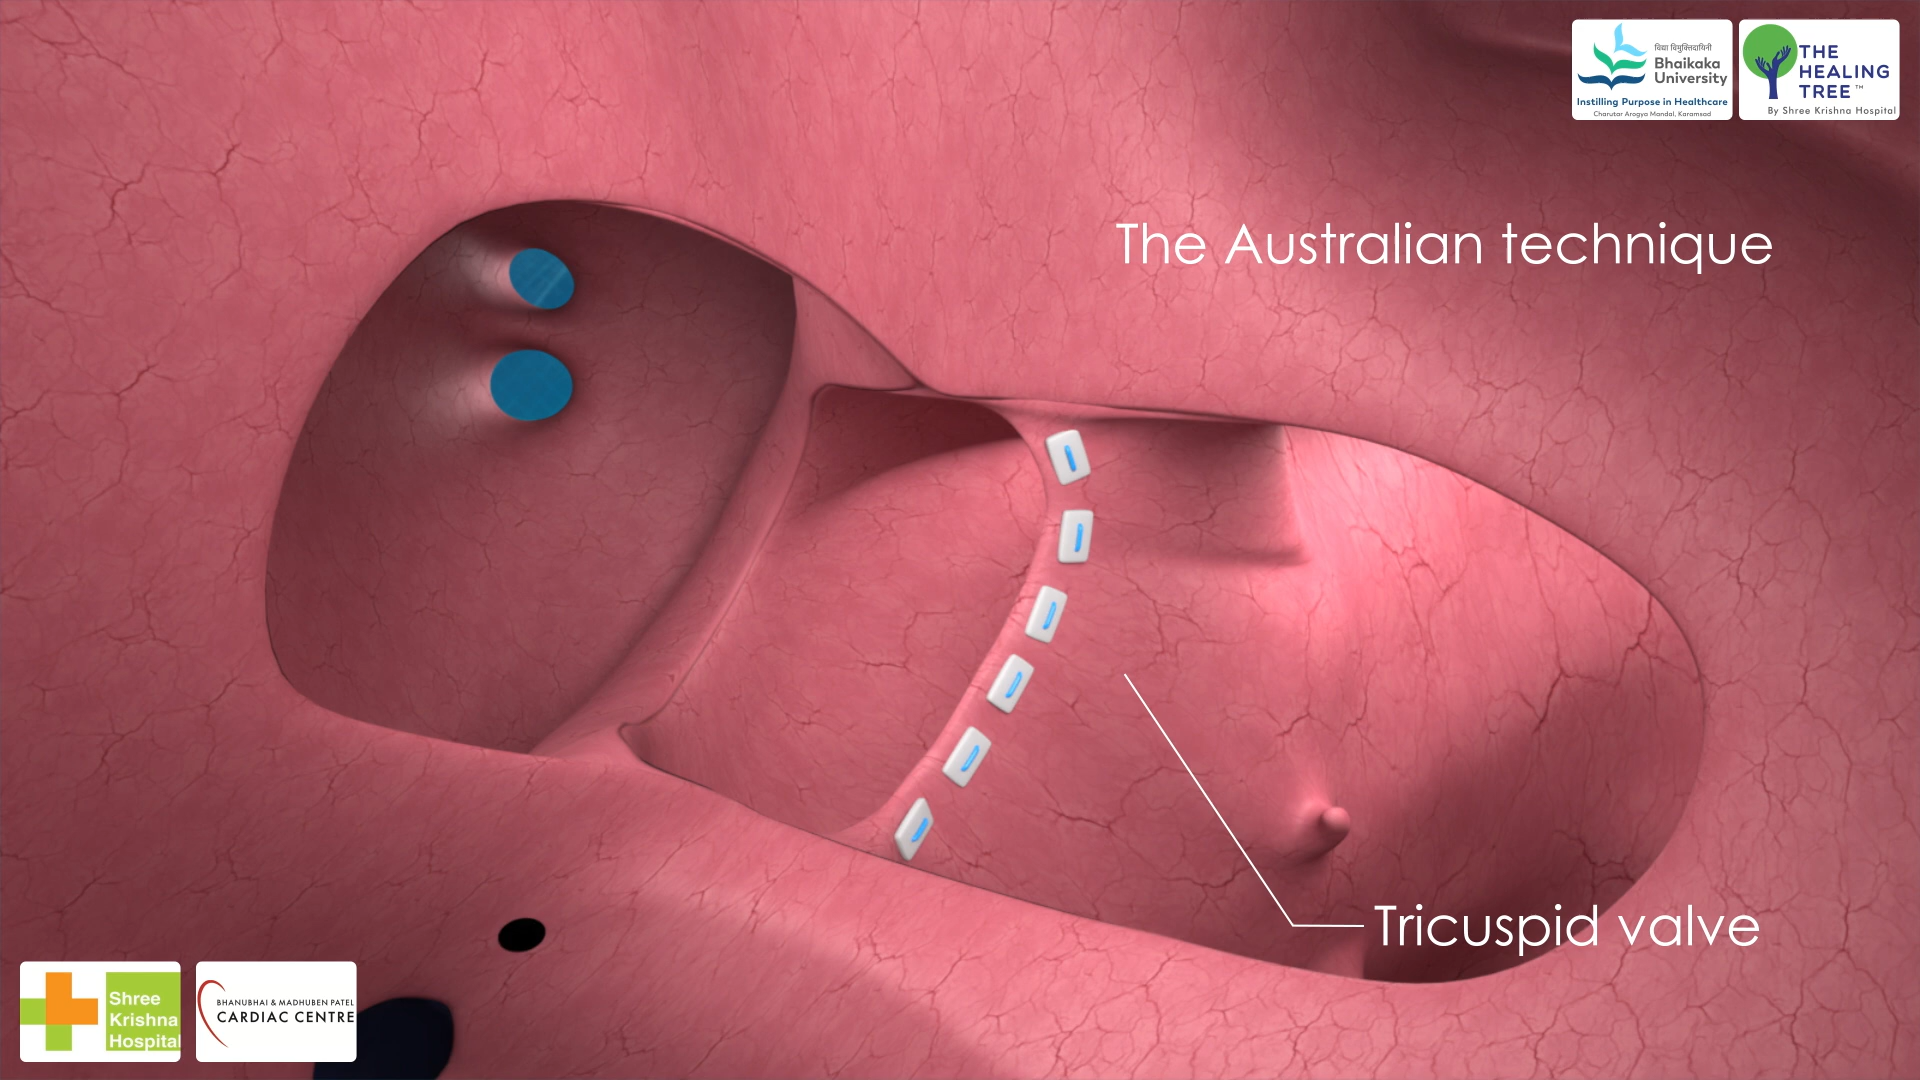 विद्या विमुक्तिदायिनी
Bhaikaka
University
Instilling Purpose in Healthcare
Charutar Arogya Mandal, Karamsad
THE
HEALING
TREE™
By Shree Krishna Hospital
The Australian technique
Tricuspid valve
Shree
Krishna
Hospital
BHANUBHAI & MADHUBEN PATEL
CARDIAC CENTRE